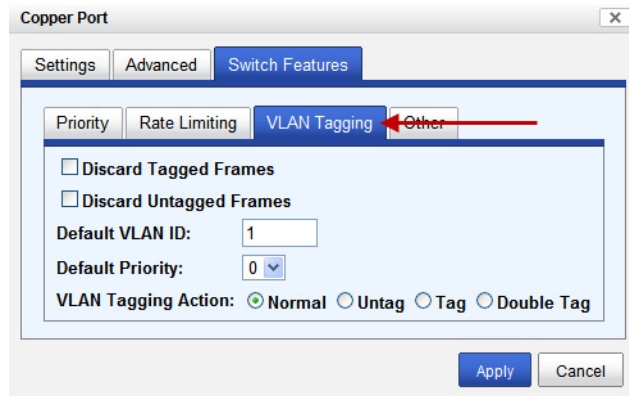 Copper Port
Settings Advanced Switch Features
Priority Rate Limiting VLAN Tagging Other
Discard Tagged Frames
Discard Untagged Frames
Default VLAN ID: 1
Default Priority: 0
VLAN Tagging Action: Normal Untag Tag Double Tag
Apply Cancel